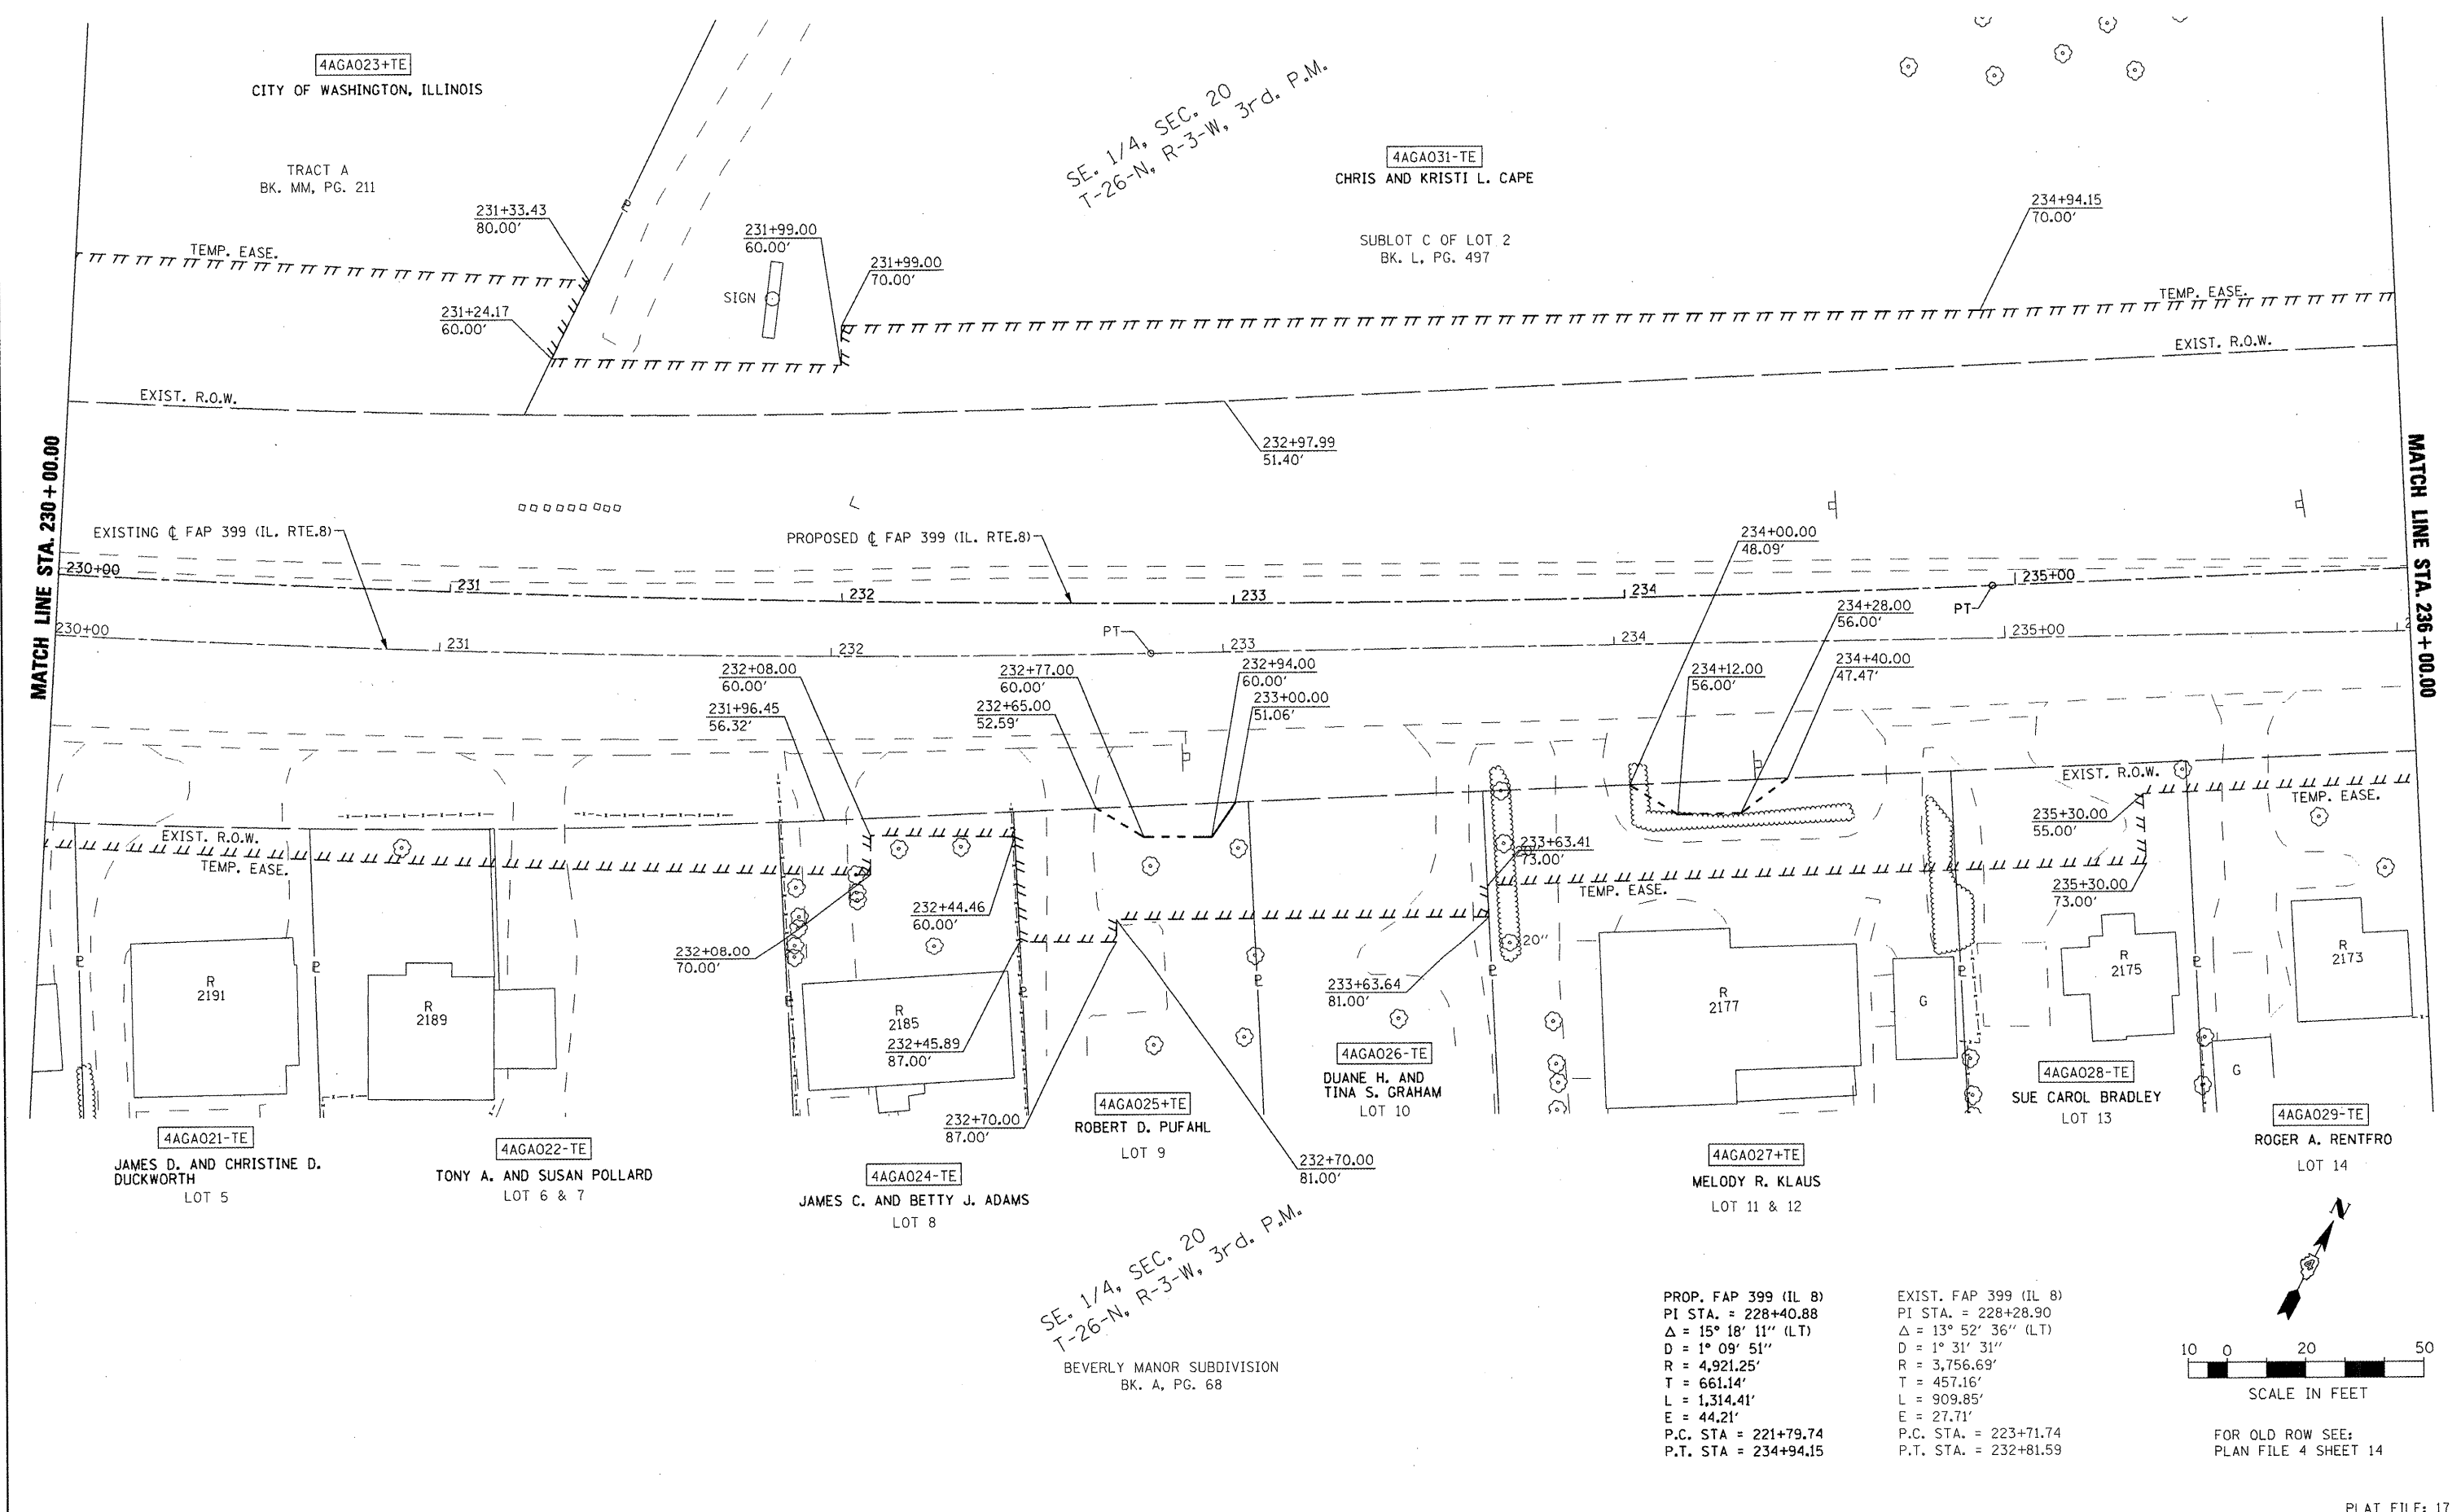 4AGA023+TE
CITY OF WASHINGTON, ILLINOIS
TRACT A
BK. MM, PG. 211
SE. 1/4, SEC. 20
T-26-N, R-3-W, 3rd. P.M.
4AGA031-TE
CHRIS AND KRISTI L. CAPE
SUBLOT C OF LOT 2
BK. L, PG. 497
231+33.43
80.00'
231+99.00
60.00'
231+99.00
70.00'
234+94.15
70.00'
TEMP. EASE.
SIGN
231+24.17
60.00'
TEMP. EASE.
EXIST. R.O.W.
EXIST. R.O.W.
232+97.99
51.40'
MATCH LINE STA. 230+00.00
MATCH LINE STA. 236+00.00
EXISTING ℄ FAP 399 (IL. RTE.8)
PROPOSED ℄ FAP 399 (IL. RTE.8)
234+00.00
48.09'
230+00
231
232
233
234
235+00
PT
234+28.00
56.00'
230+00
231
232
PT
233
234
235+00
232+08.00
60.00'
232+77.00
60.00'
232+94.00
60.00'
234+12.00
56.00'
234+40.00
47.47'
231+96.45
56.32'
232+65.00
52.59'
233+00.00
51.06'
EXIST. R.O.W.
TEMP. EASE.
EXIST. R.O.W.
TEMP. EASE.
235+30.00
55.00'
233+63.41
73.00'
TEMP. EASE.
235+30.00
73.00'
232+44.46
60.00'
232+08.00
70.00'
20"
233+63.64
81.00'
R
2191
R
2189
R
2185
R
2177
G
R
2175
R
2173
G
232+45.89
87.00'
232+70.00
87.00'
232+70.00
81.00'
4AGA021-TE
JAMES D. AND CHRISTINE D.
DUCKWORTH
LOT 5
4AGA022-TE
TONY A. AND SUSAN POLLARD
LOT 6 & 7
4AGA024-TE
JAMES C. AND BETTY J. ADAMS
LOT 8
4AGA025+TE
ROBERT D. PUFAHL
LOT 9
4AGA026-TE
DUANE H. AND
TINA S. GRAHAM
LOT 10
4AGA027+TE
MELODY R. KLAUS
LOT 11 & 12
4AGA028-TE
SUE CAROL BRADLEY
LOT 13
4AGA029-TE
ROGER A. RENTFRO
LOT 14
SE. 1/4, SEC. 20
T-26-N, R-3-W, 3rd. P.M.
BEVERLY MANOR SUBDIVISION
BK. A, PG. 68
PROP. FAP 399 (IL 8)
PI STA. = 228+40.88
Δ = 15° 18' 11" (LT)
D = 1° 09' 51"
R = 4,921.25'
T = 661.14'
L = 1,314.41'
E = 44.21'
P.C. STA = 221+79.74
P.T. STA = 234+94.15
EXIST. FAP 399 (IL 8)
PI STA. = 228+28.90
Δ = 13° 52' 36" (LT)
D = 1° 31' 31"
R = 3,756.69'
T = 457.16'
L = 909.85'
E = 27.71'
P.C. STA. = 223+71.74
P.T. STA. = 232+81.59
N
10 0 20 50
SCALE IN FEET
FOR OLD ROW SEE:
PLAN FILE 4 SHEET 14
PLAT FILE: 17